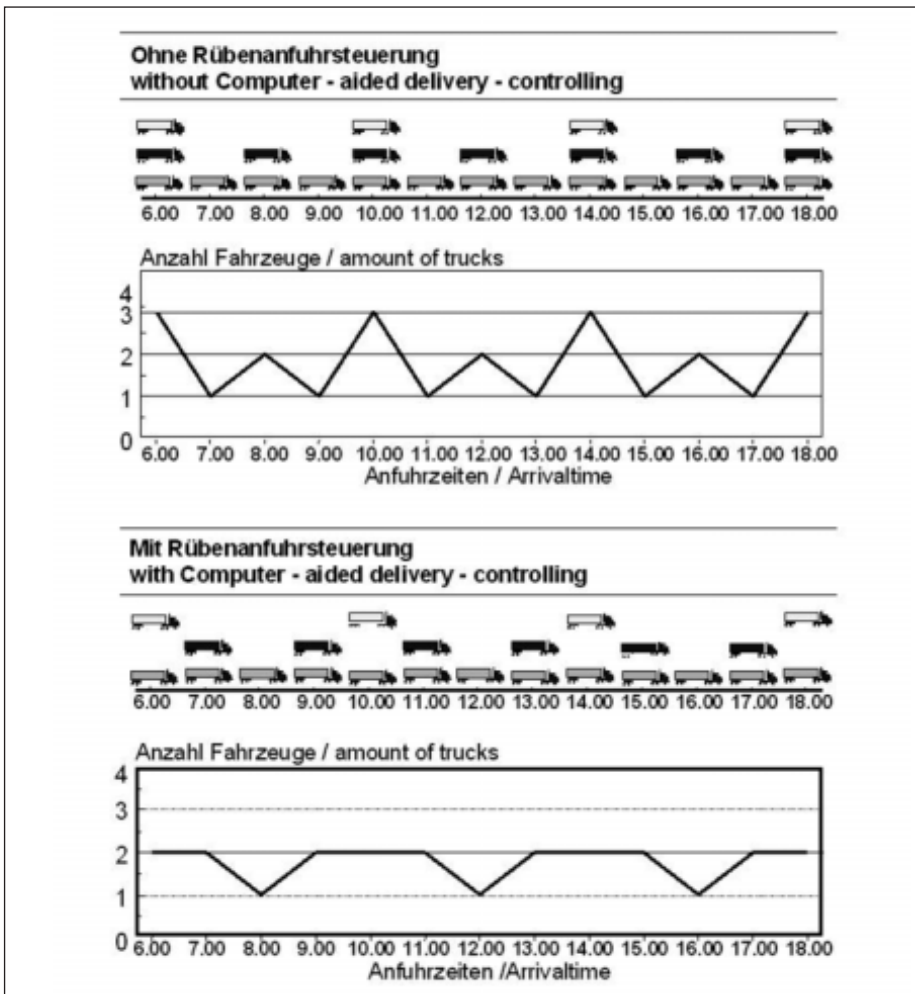 Ohne Rübenanfuhrsteuerung
without Computer - aided delivery - controlling
6.00 7.00 8.00 9.00 10.00 11.00 12.00 13.00 14.00 15.00 16.00 17.00 18.00
Anzahl Fahrzeuge / amount of trucks
4
3
2
1
0
6.00 7.00 8.00 9.00 10.00 11.00 12.00 13.00 14.00 15.00 16.00 17.00 18.00
Anfuhrzeiten / Arrivaltime
Mit Rübenanfuhrsteuerung
with Computer - aided delivery - controlling
6.00 7.00 8.00 9.00 10.00 11.00 12.00 13.00 14.00 15.00 16.00 17.00 18.00
Anzahl Fahrzeuge / amount of trucks
4
3
2
1
0
6.00 7.00 8.00 9.00 10.00 11.00 12.00 13.00 14.00 15.00 16.00 17.00 18.00
Anfuhrzeiten /Arrivaltime